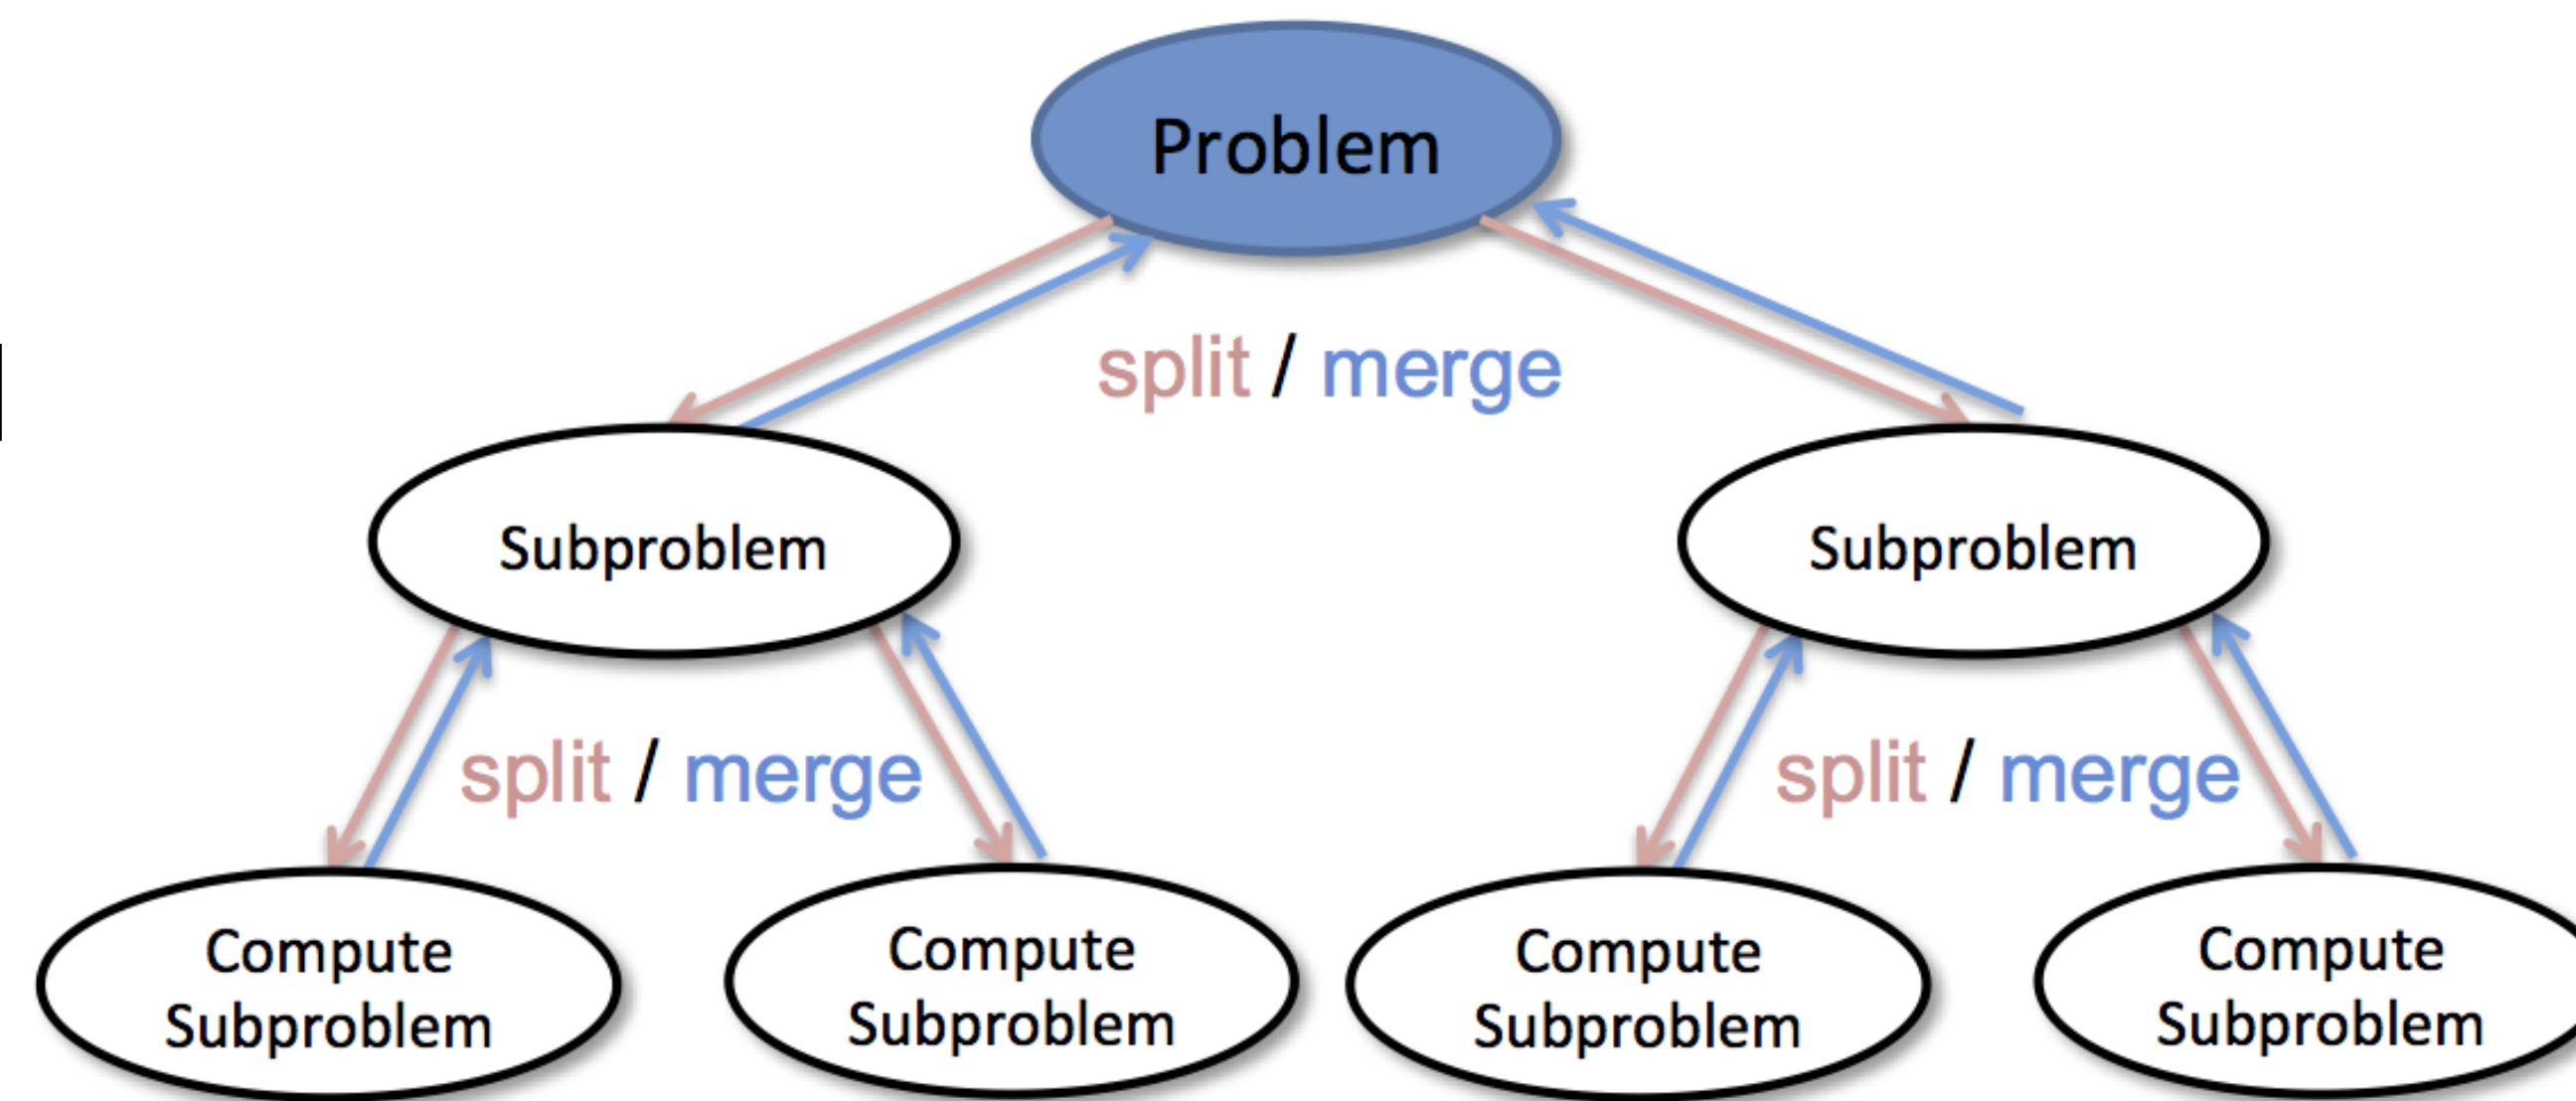 Problem
split / merge
Subproblem
Subproblem
split / merge
split / merge
Compute
Subproblem
Compute
Subproblem
Compute
Subproblem
Compute
Subproblem